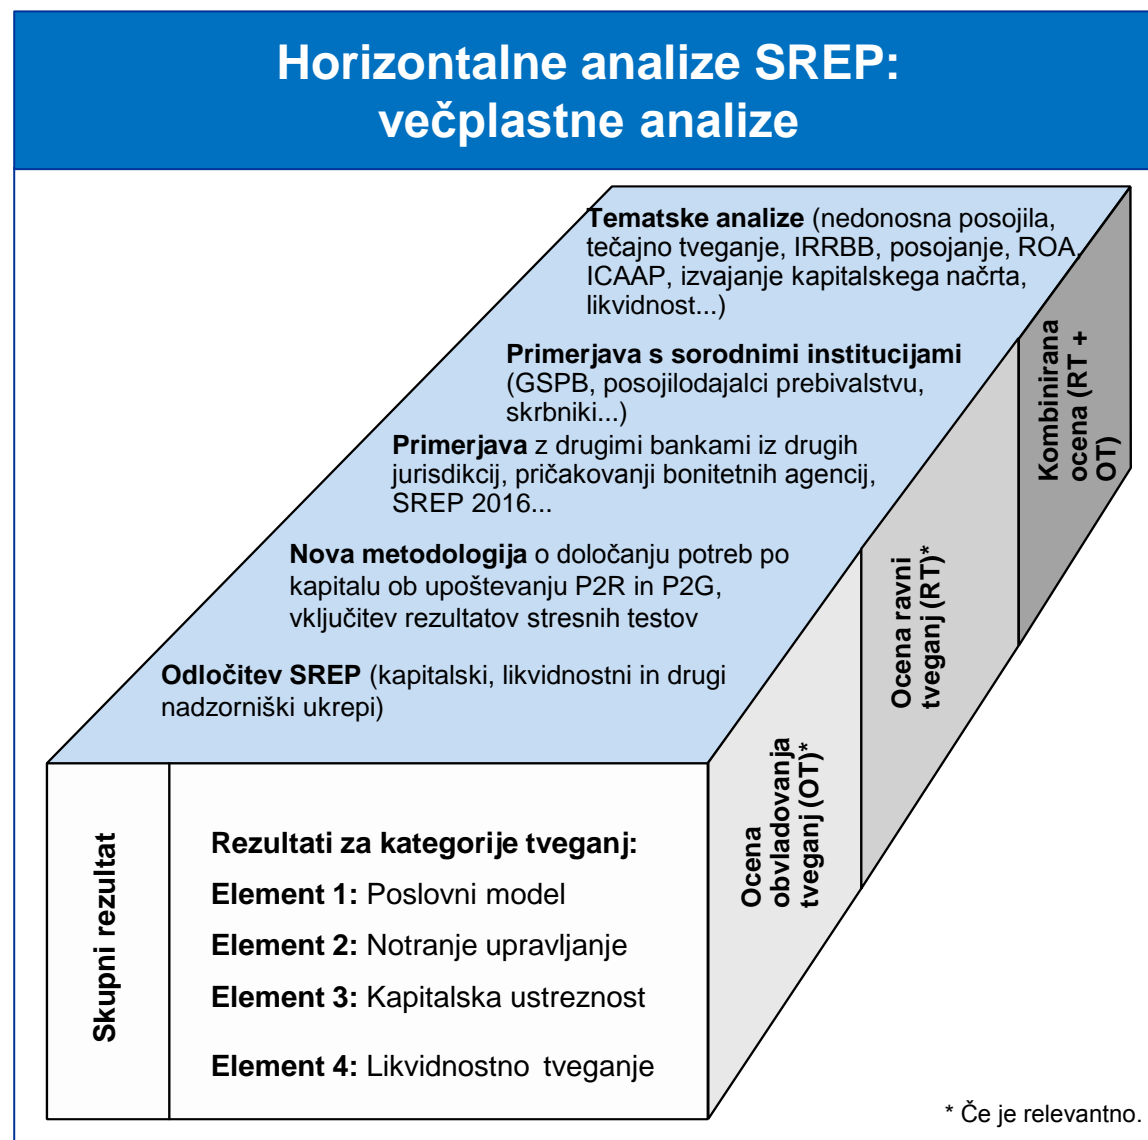 Horizontalne analize SREP:
večplastne analize
Tematske analize (nedonosna posojila,
tečajno tveganje, IRRBB, posojanje, ROA,
ICAAP, izvajanje kapitalskega načrta,
likvidnost...)
Primerjava s sorodnimi institucijami
(GSPB, posojilodajalci prebivalstvu,
skrbniki...)
Primerjava z drugimi bankami iz drugih
jurisdikcij, pričakovanji bonitetnih agencij,
SREP 2016...
Nova metodologija o določanju potreb po
kapitalu ob upoštevanju P2R in P2G,
vključitev rezultatov stresnih testov
Odločitev SREP (kapitalski, likvidnostni in drugi
nadzorniški ukrepi)
Skupni rezultat
Rezultati za kategorije tveganj:
Element 1: Poslovni model
Element 2: Notranje upravljanje
Element 3: Kapitalska ustreznost
Element 4: Likvidnostno tveganje
Ocena
obvladovanja
tveganj (OT)*
Ocena ravni
tveganj (RT)*
Kombinirana
ocena (RT +
OT)
* Če je relevantno.